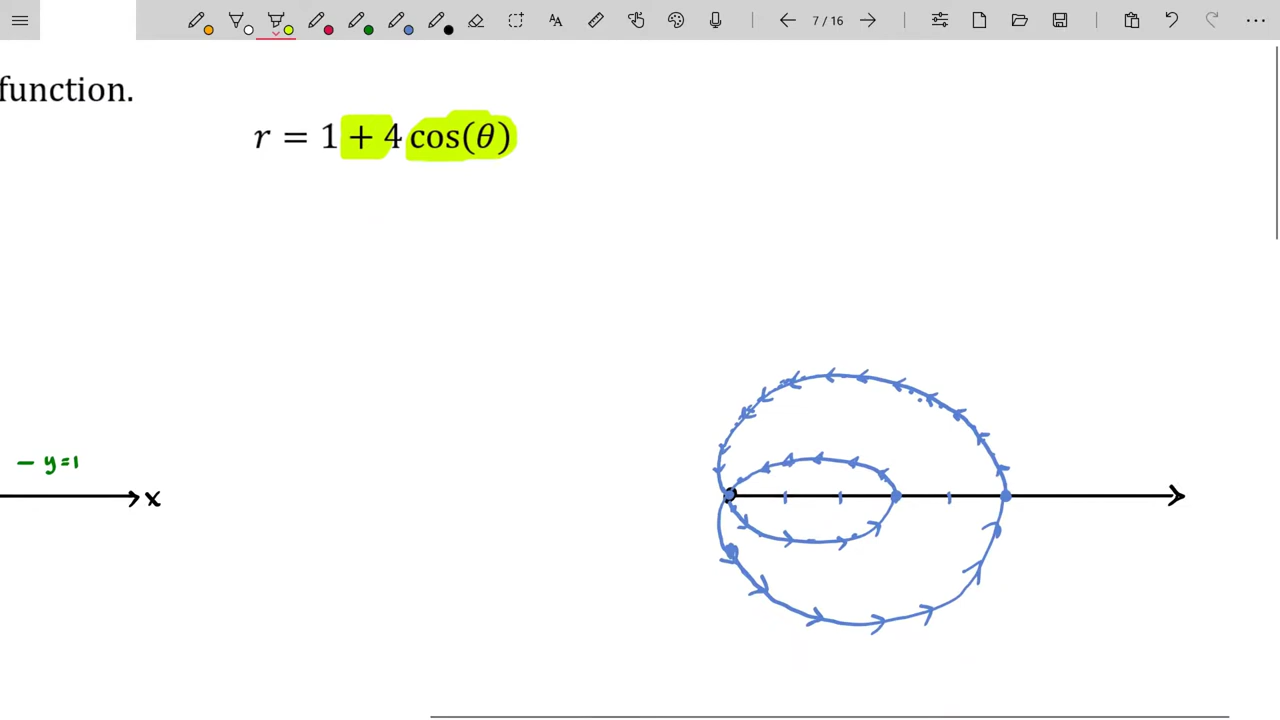 7 / 16
function.
r = 1 + 4 cos(θ)
– y=1
x